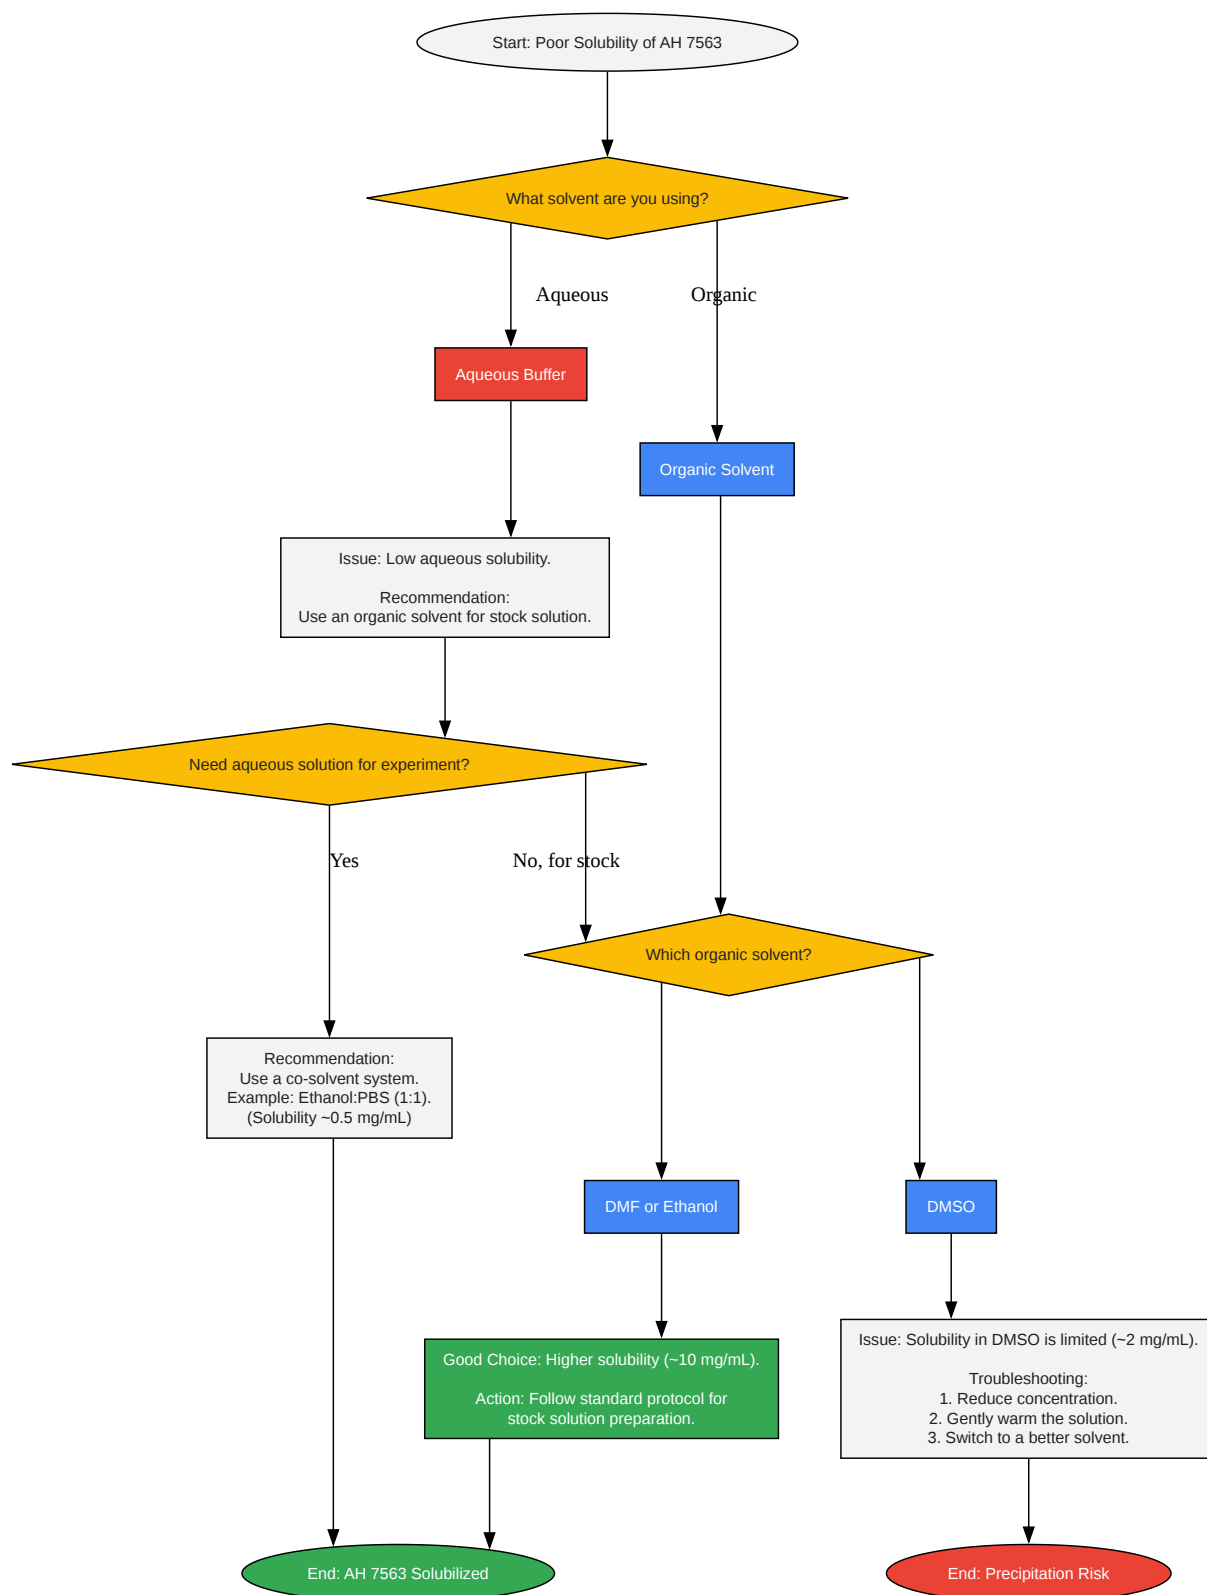 Start: Poor Solubility of AH 7563
What solvent are you using?
Aqueous
Organic
Aqueous Buffer
Organic Solvent
Issue: Low aqueous solubility.
Recommendation:
Use an organic solvent for stock solution.
Need aqueous solution for experiment?
Yes
No, for stock
Which organic solvent?
Recommendation:
Use a co-solvent system.
Example: Ethanol:PBS (1:1).
(Solubility ~0.5 mg/mL)
DMF or Ethanol
DMSO
Good Choice: Higher solubility (~10 mg/mL).
Action: Follow standard protocol for
stock solution preparation.
Issue: Solubility in DMSO is limited (~2 mg/mL).
Troubleshooting:
1. Reduce concentration.
2. Gently warm the solution.
3. Switch to a better solvent.
End: AH 7563 Solubilized
End: Precipitation Risk